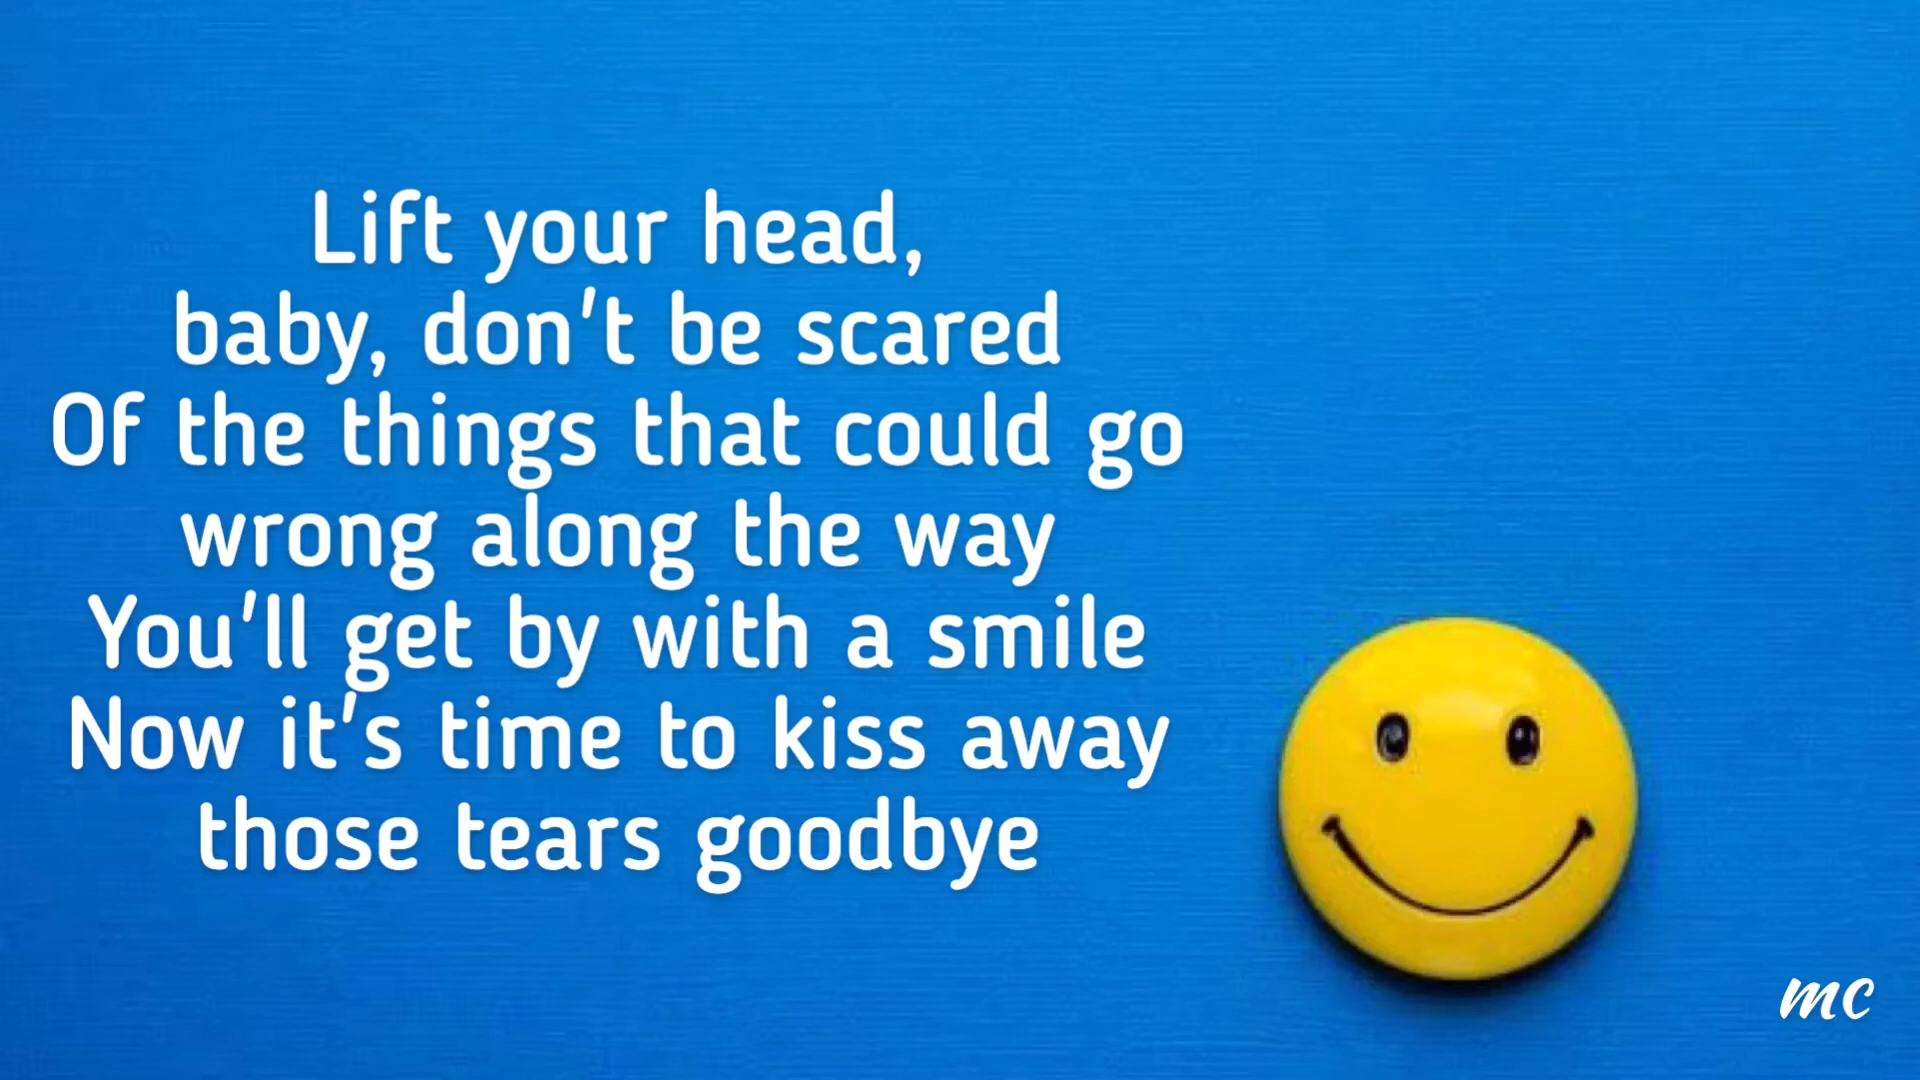 Lift your head,
baby, don't be scared
Of the things that could go
wrong along the way
You'll get by with a smile
Now it's time to kiss away
those tears goodbye
mc